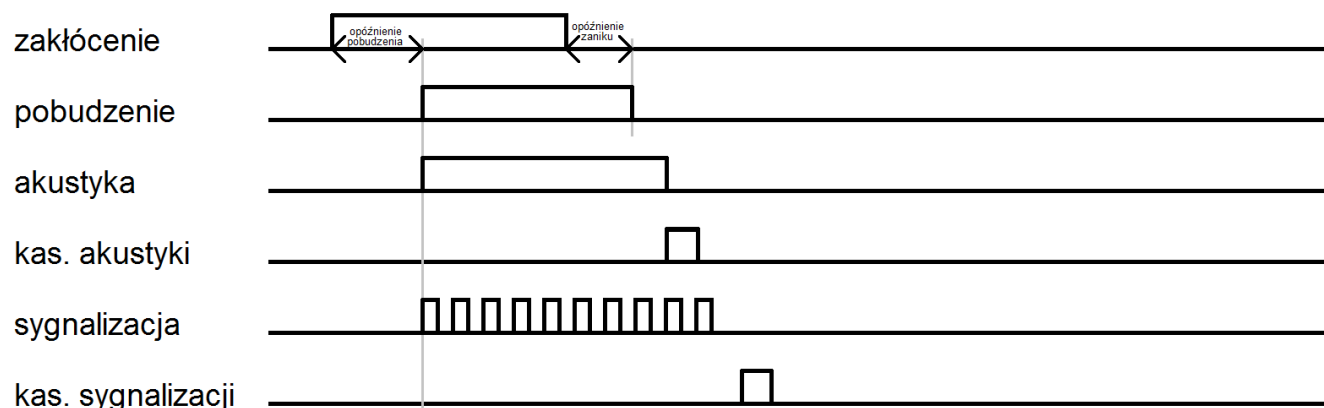 zakłócenie
opóźnienie
pobudzenia
opóźnienie
zaniku
pobudzenie
akustyka
kas. akustyki
sygnalizacja
kas. sygnalizacji